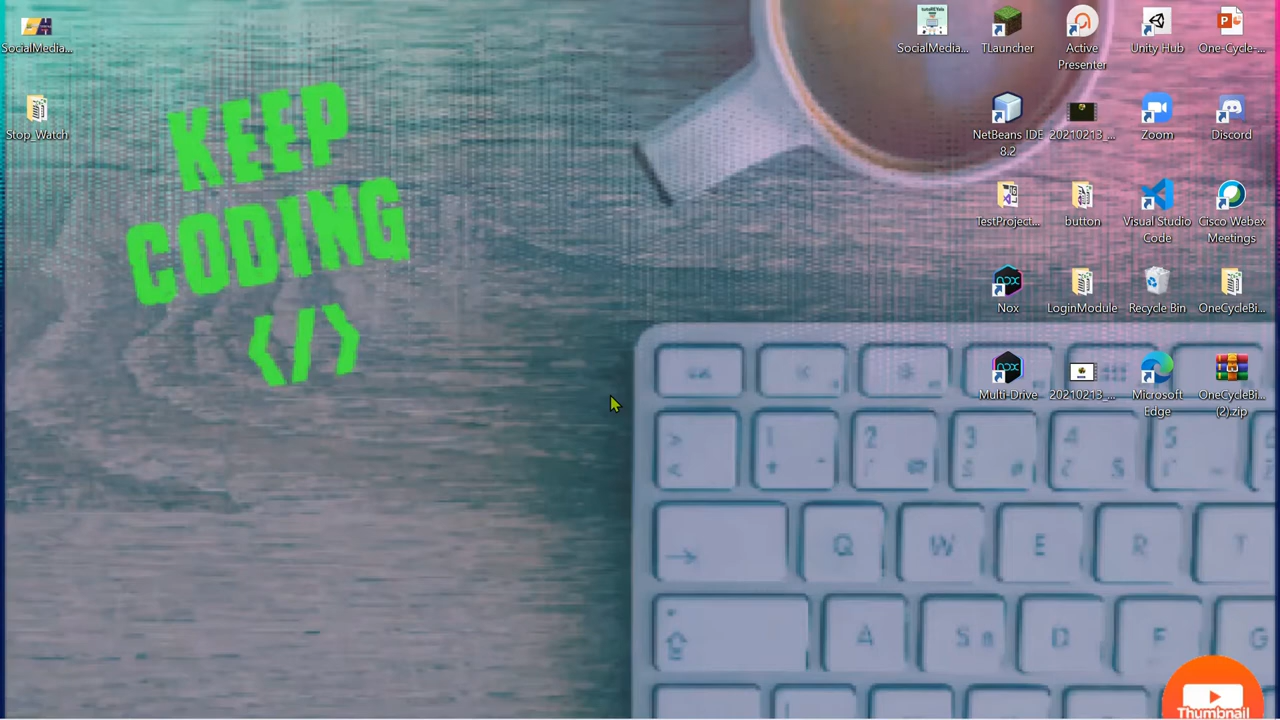 SocialMedia...
Stop_Watch
KEEP
CODING
</>
SocialMedia...
TLauncher
Active
Presenter
Unity Hub
One-Cycle-...
NetBeans IDE
8.2
20210213_...
Zoom
Discord
TestProject...
button
Visual Studio
Code
Cisco Webex
Meetings
Nox
LoginModule
Recycle Bin
OneCycleBi...
Multi-Drive
20210213_...
Microsoft
Edge
OneCycleBi...
(2).zip
1
2
3
4
5
Q W E R T
A S D F G
Thumbnail